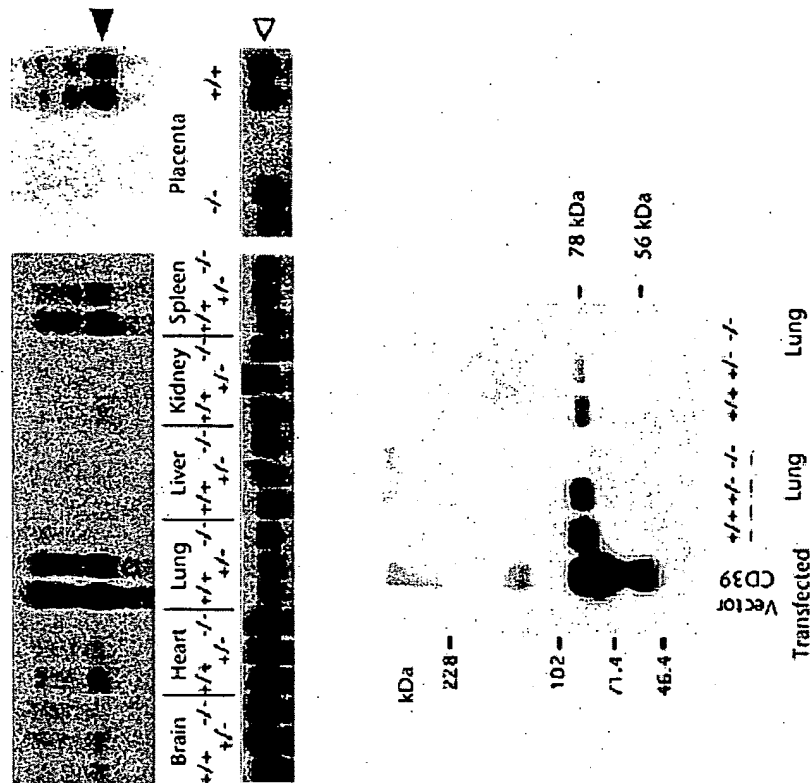 Brain Heart Lung Liver Kidney Spleen
+/+ +/- -/- +/+ +/- -/- +/+ +/- -/- +/+ +/- -/- +/+ +/- -/- +/+ +/- -/-
Placenta
-/- +/+
kDa
228
102
71.4
46.4
78 kDa
56 kDa
Vector
CD39
+/+ +/- -/-
+/+ +/- -/-
Transfected
Lung
Lung